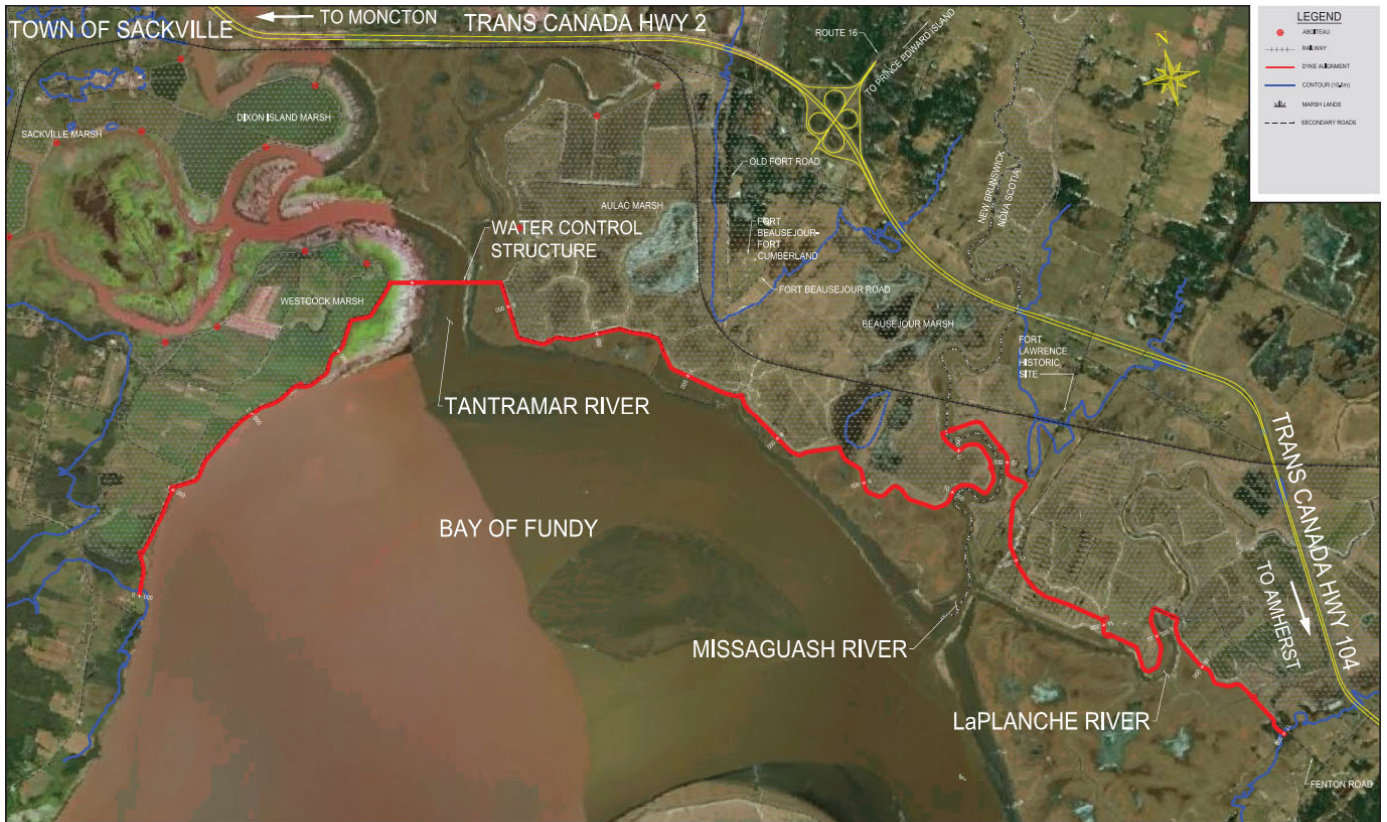 TOWN OF SACKVILLE
TO MONCTON
TRANS CANADA HWY 2
ROUTE 16
TO PRINCE EDWARD ISLAND
LEGEND
ABOITEAU
RAILWAY
DYKE ALIGNMENT
CONTOUR
MARSH LANDS
SECONDARY ROADS
N
DIXON ISLAND MARSH
SACKVILLE MARSH
OLD FORT ROAD
NEW BRUNSWICK
NOVA SCOTIA
AULAC MARSH
WATER CONTROL
STRUCTURE
FORT
BEAUSEJOUR-
FORT
CUMBERLAND
FORT BEAUSEJOUR ROAD
WESTCOCK MARSH
BEAUSEJOUR MARSH
FORT
LAWRENCE
HISTORIC
SITE
TANTRAMAR RIVER
TRANS CANADA HWY 104
BAY OF FUNDY
TO AMHERST
MISSAGUASH RIVER
LaPLANCHE RIVER
FENTON ROAD
0 + 000